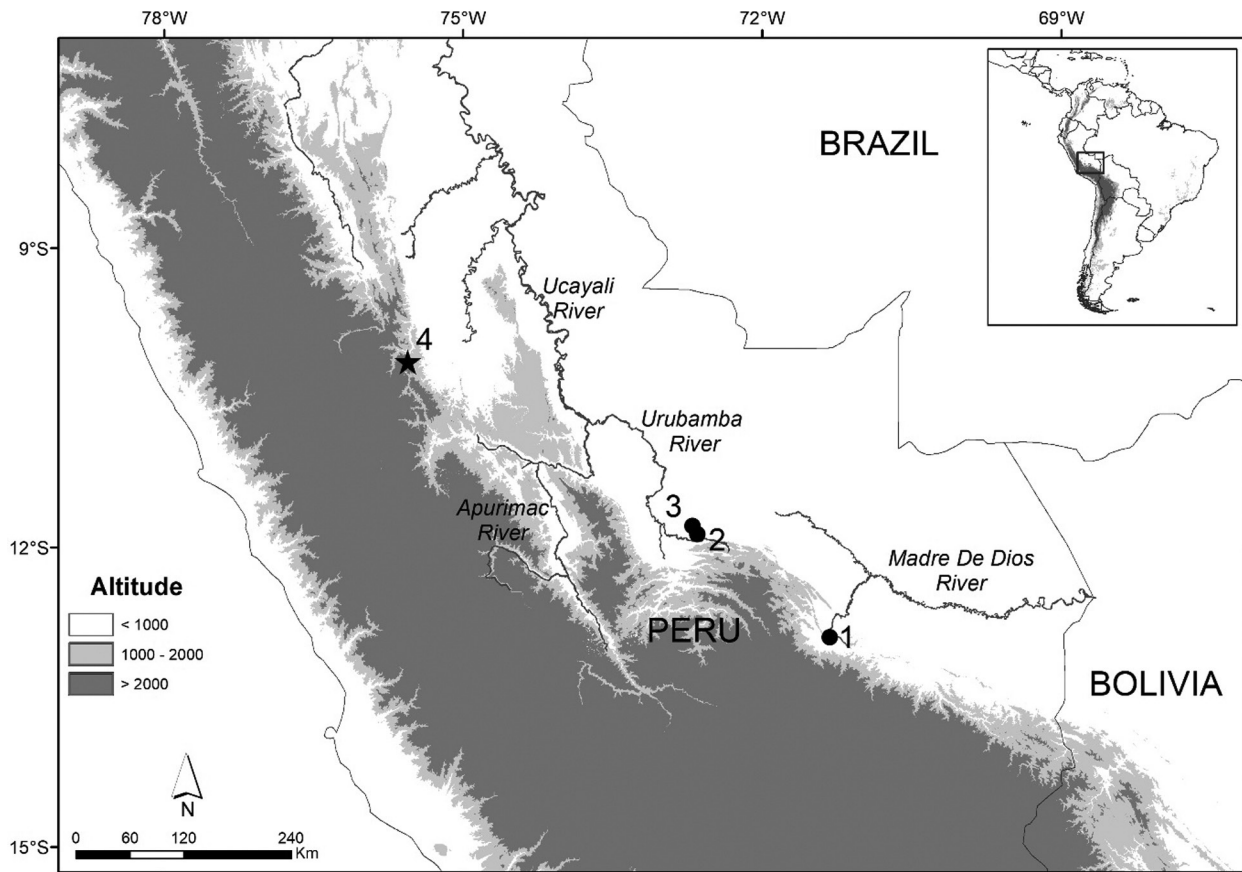 78°W
75°W
72°W
69°W
BRAZIL
9°S
Ucayali
River
4
Urubamba
River
3
Apurimac
River
2
12°S
Madre De Dios
River
Altitude
< 1000
PERU
1
1000 - 2000
> 2000
BOLIVIA
N
0 60 120 240
Km
15°S